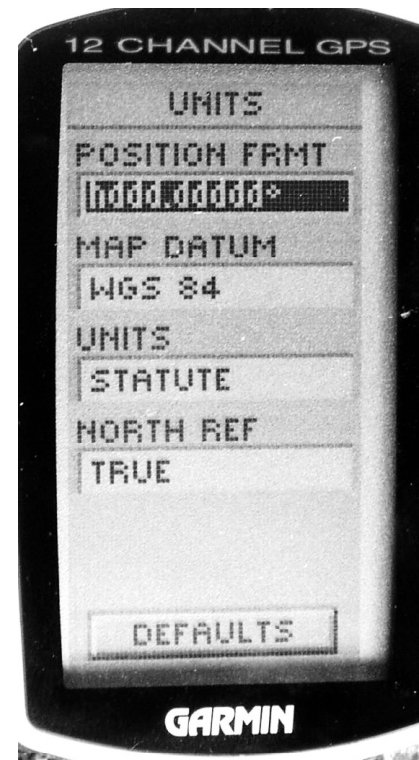 12 CHANNEL GPS
UNITS
POSITION FRMT
hddd.ddddd°
MAP DATUM
WGS 84
UNITS
STATUTE
NORTH REF
TRUE
DEFAULTS
GARMIN